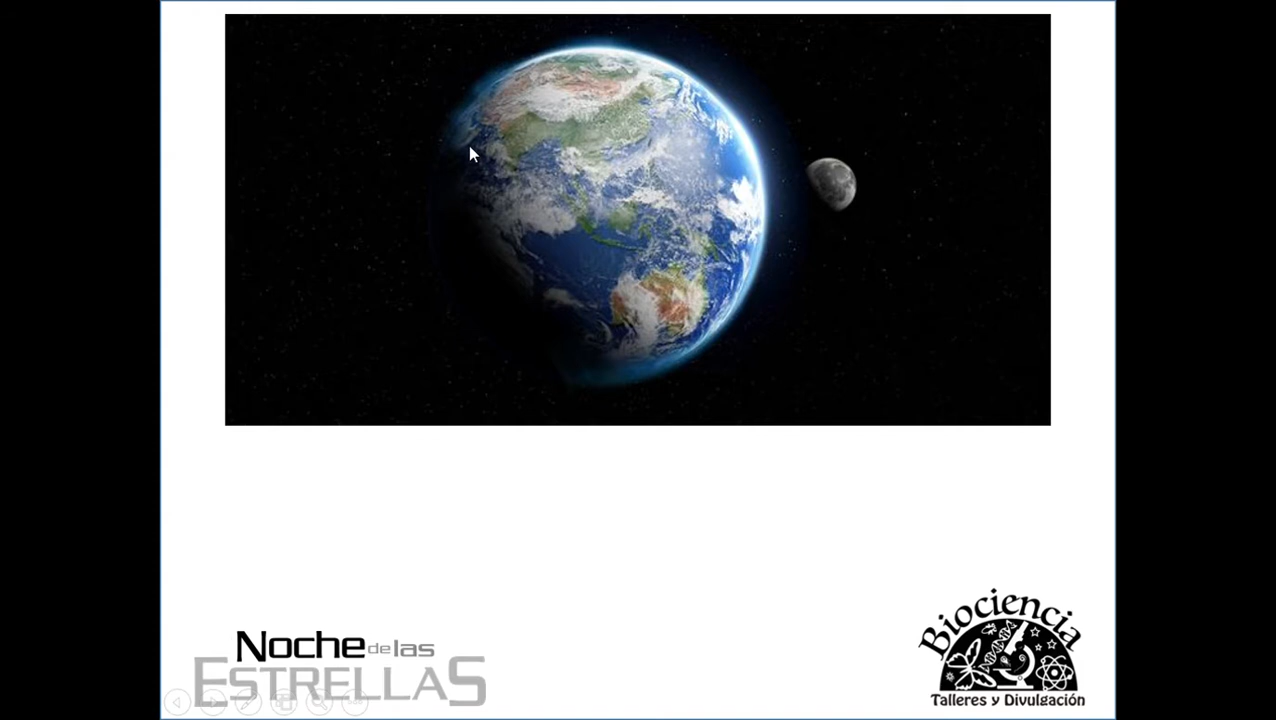 Noche de las
ESTRELLAS
Biociencia
Talleres y Divulgación